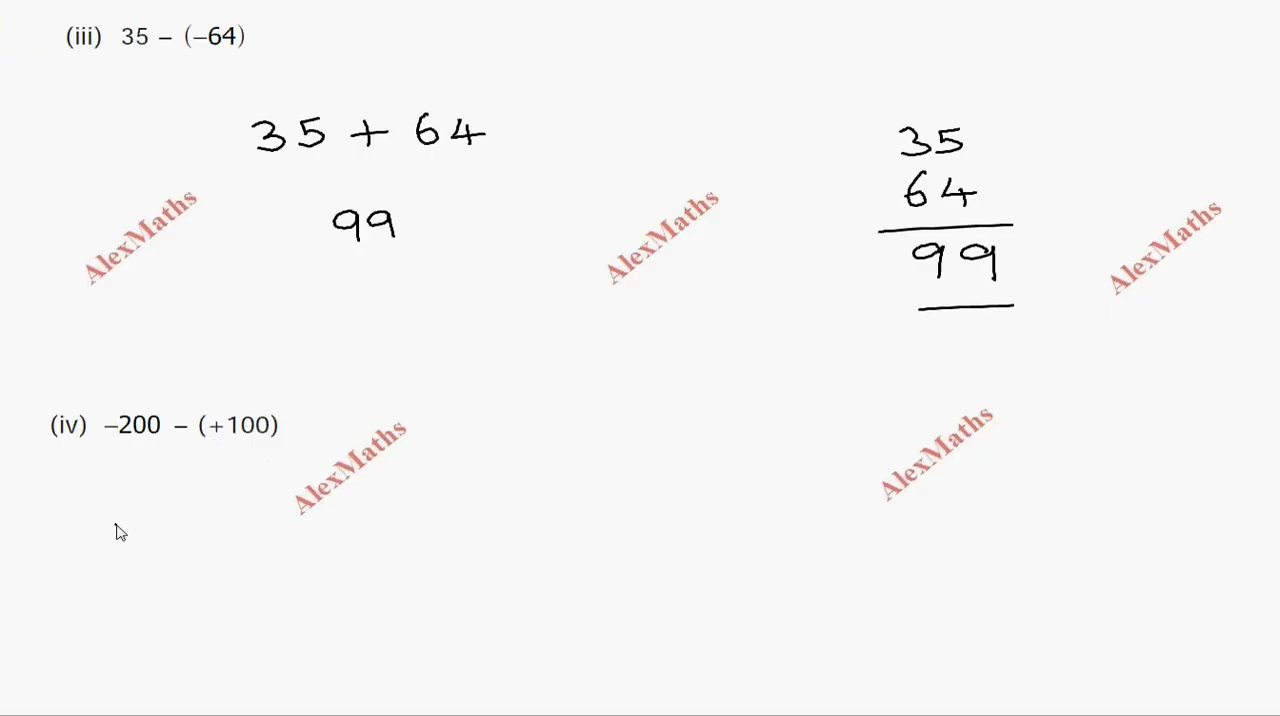 (iii) 35 – (–64)
35 + 64
35
64
99
99
AlexMaths
AlexMaths
AlexMaths
(iv) –200 – (+100)
AlexMaths
AlexMaths